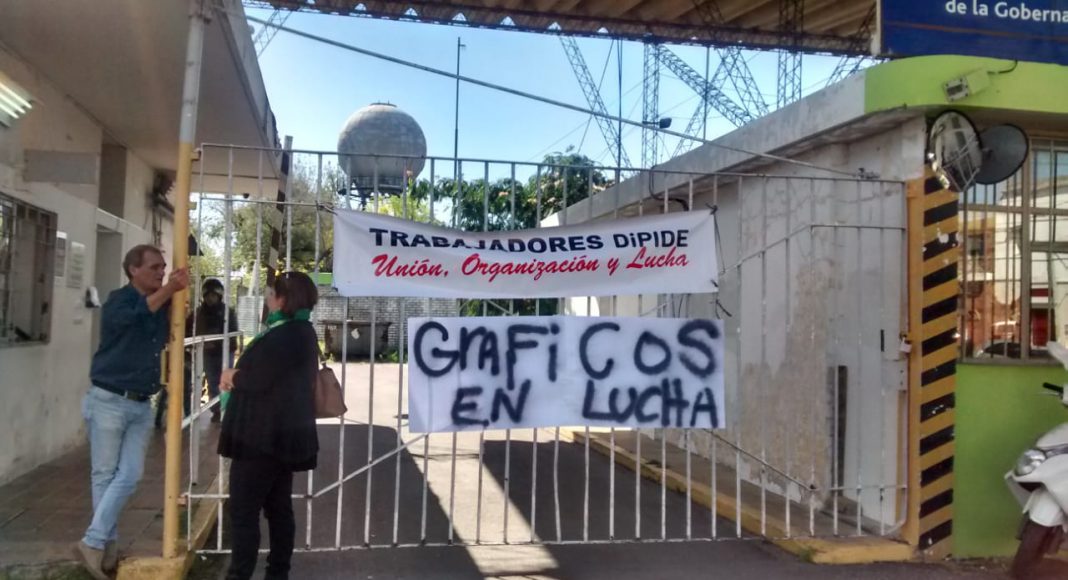 de la Goberna
TRABAJADORES DiPIDE
Unión, Organización y Lucha
GRAFiCOS
EN LUCHA